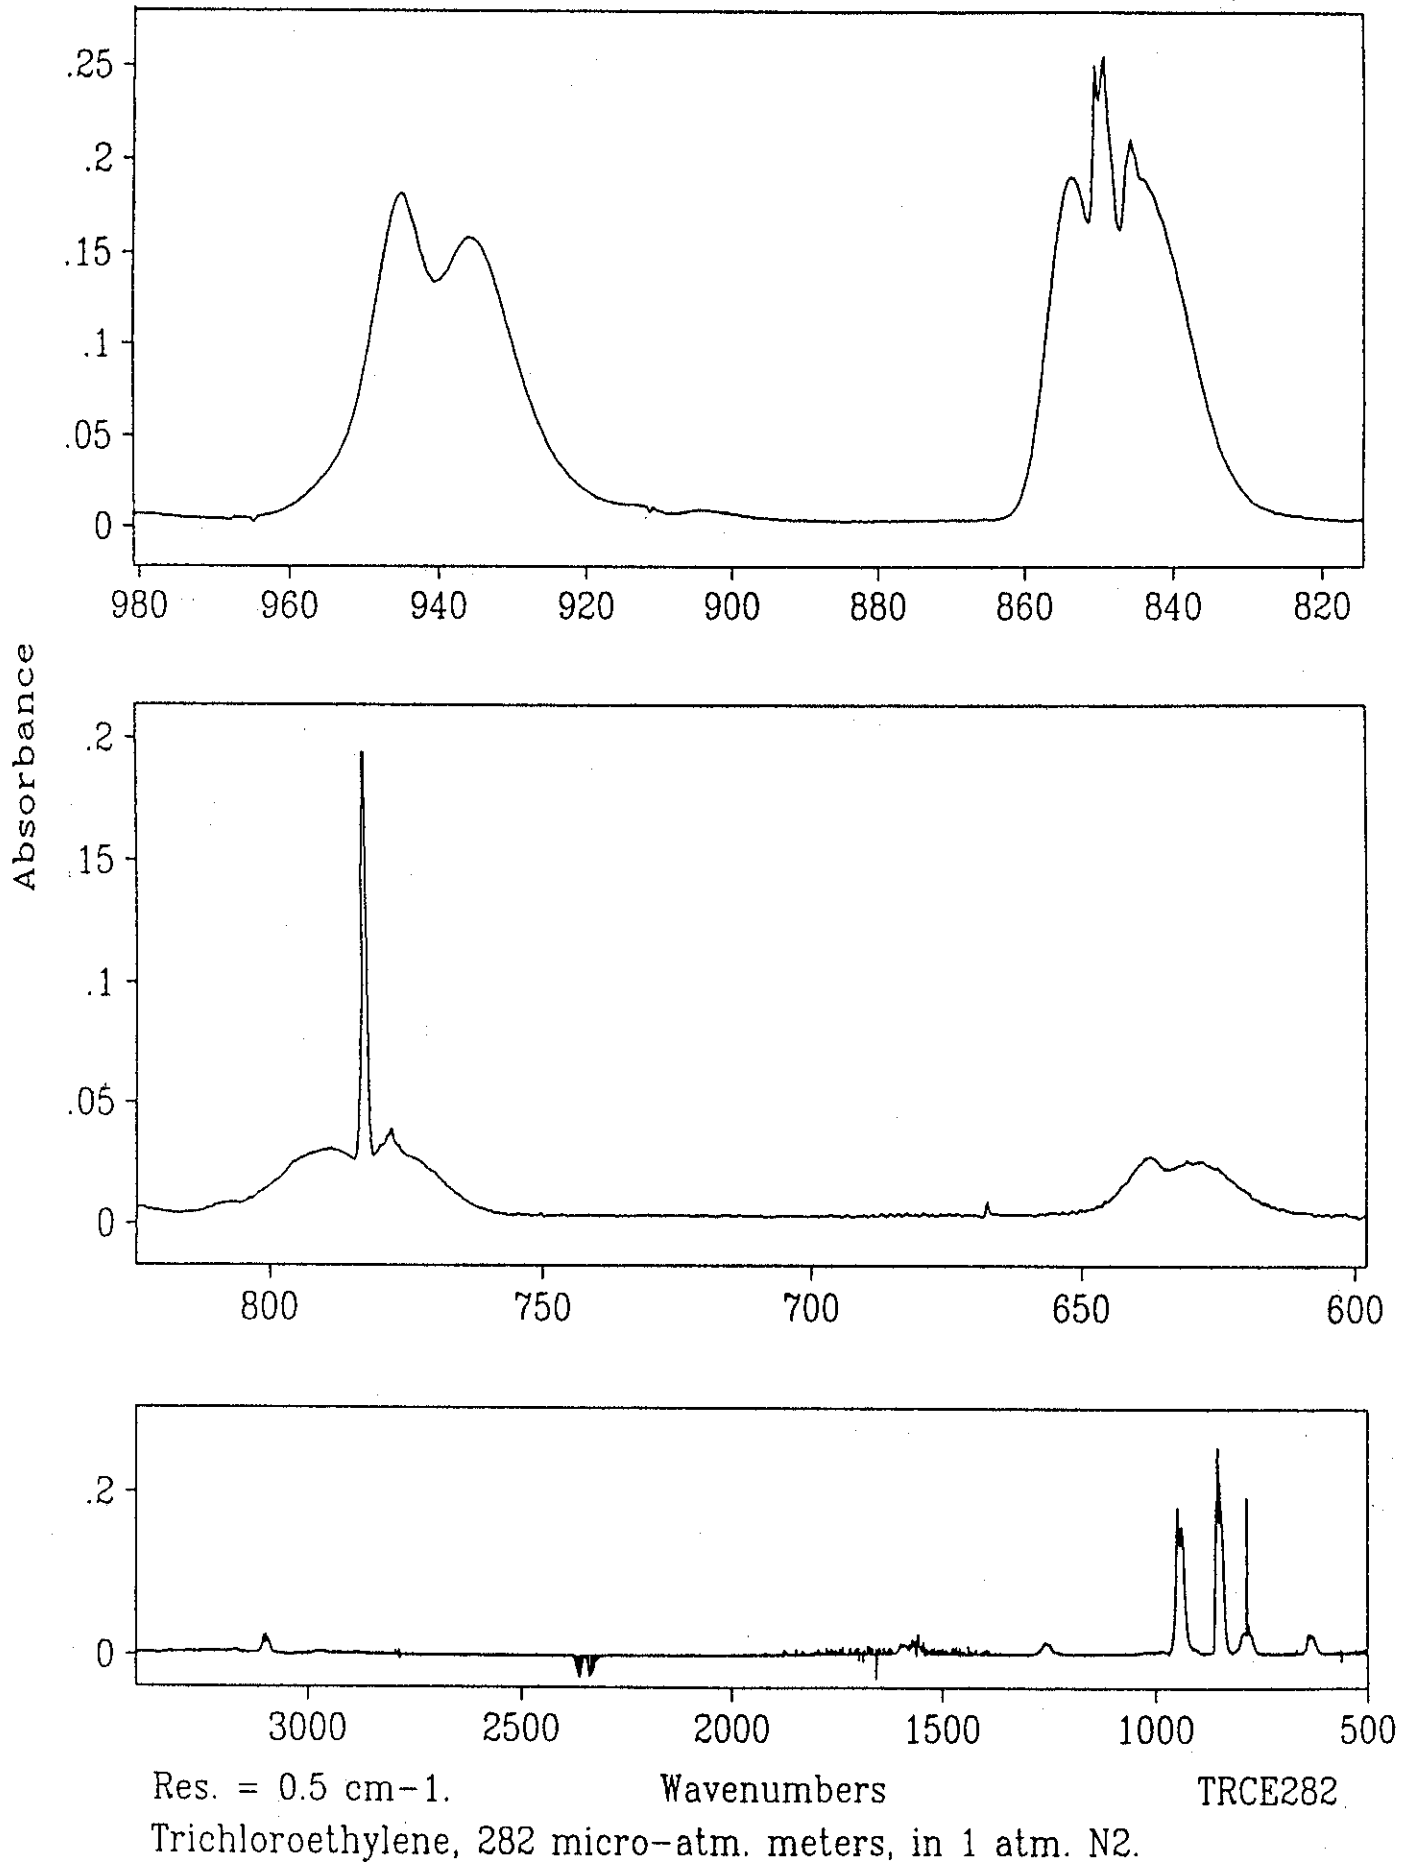 .25
.2
.15
.1
.05
0
980 960 940 920 900 880 860 840 820
Absorbance
.2
.15
.1
.05
0
800 750 700 650 600
.2
0
3000 2500 2000 1500 1000 500
Res. = 0.5 cm-1. Wavenumbers TRCE282
Trichloroethylene, 282 micro-atm. meters, in 1 atm. N2.